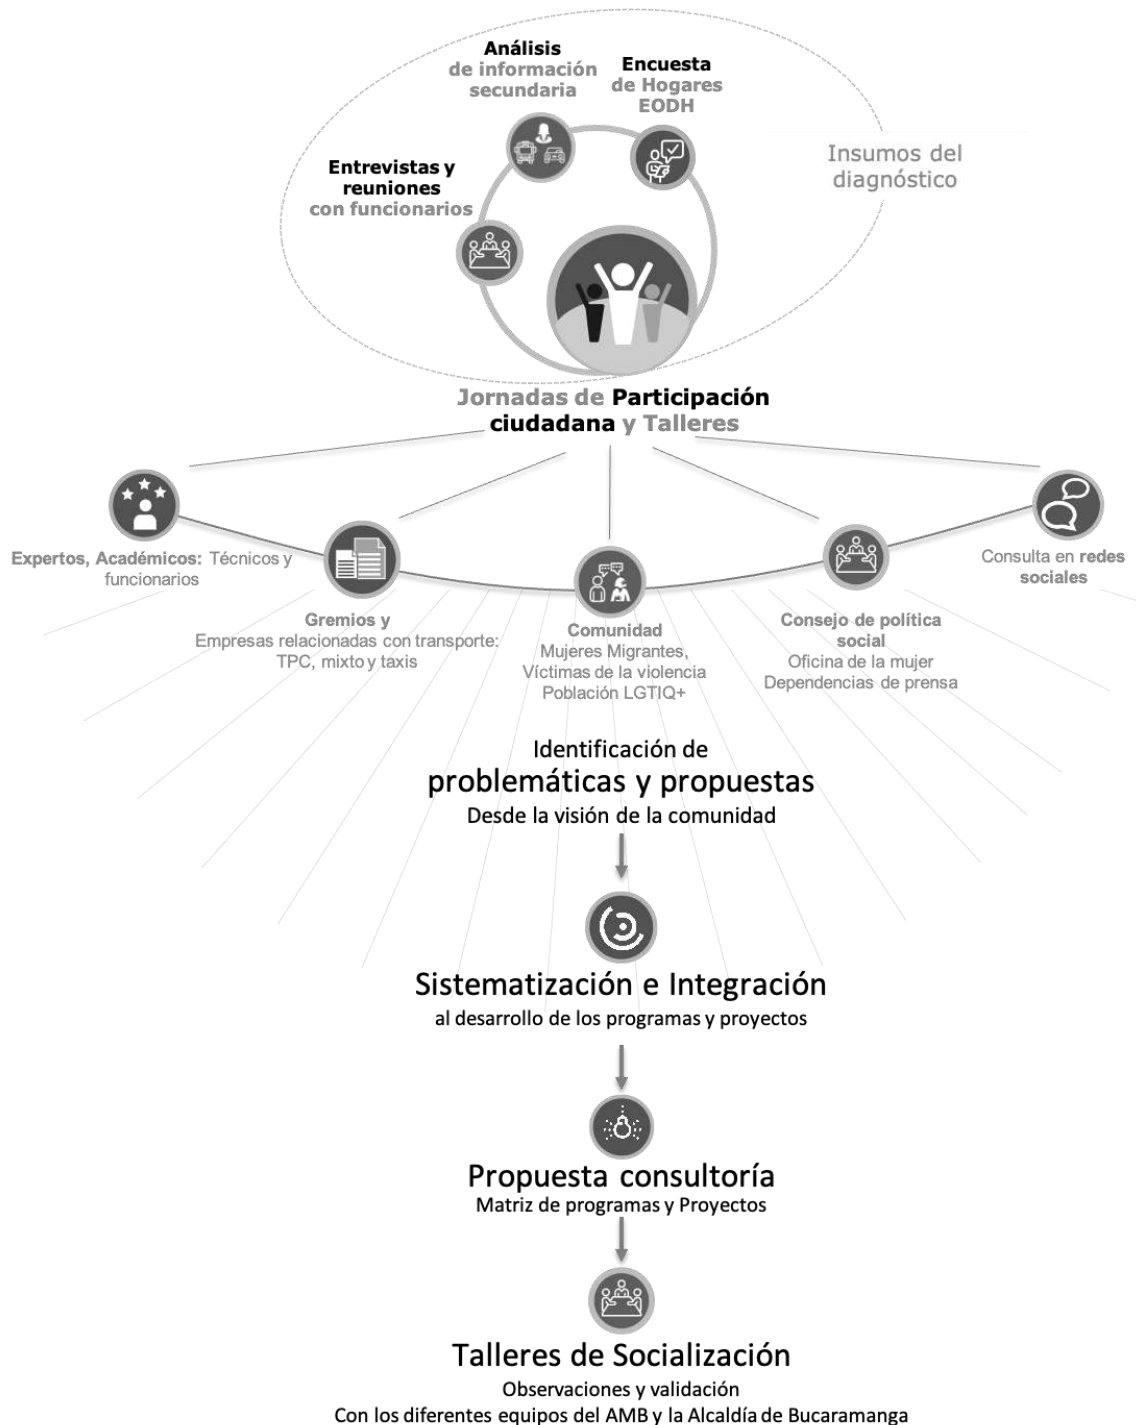 Análisis
de información
secundaria
Encuesta
de Hogares
EODH
Insumos del
diagnóstico
Entrevistas y
reuniones
con funcionarios
Jornadas de Participación
ciudadana y Talleres
Expertos, Académicos: Técnicos y
funcionarios
Gremios y
Empresas relacionadas con transporte:
TPC, mixto y taxis
Comunidad
Mujeres Migrantes,
Víctimas de la violencia
Población LGTIQ+
Consejo de política
social
Oficina de la mujer
Dependencias de prensa
Consulta en redes
sociales
Identificación de
problemáticas y propuestas
Desde la visión de la comunidad
Sistematización e Integración
al desarrollo de los programas y proyectos
Propuesta consultoría
Matriz de programas y Proyectos
Talleres de Socialización
Observaciones y validación
Con los diferentes equipos del AMB y la Alcaldía de Bucaramanga